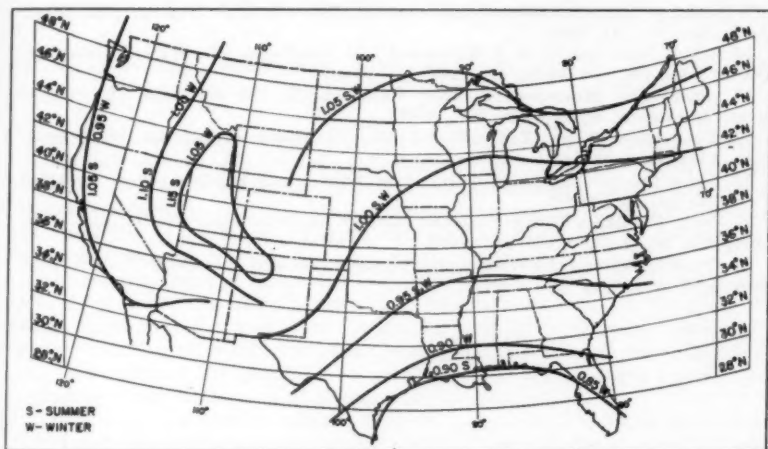 120° 110° 100° 90° 80° 70°
48°N 48°N
46°N 46°N
44°N 44°N
42°N 42°N
40°N 40°N
38°N 38°N
36°N 36°N
34°N 34°N
32°N 32°N
30°N 30°N
28°N 28°N
0.95 W
1.05 S
1.00 W
1.10 S
1.05 W
1.15 S
1.05 S,W
1.00 S,W
0.95 S,W
0.90 W
0.90 S
0.85 W
70°
120° 110° 100° 90° 80°
S - SUMMER
W - WINTER